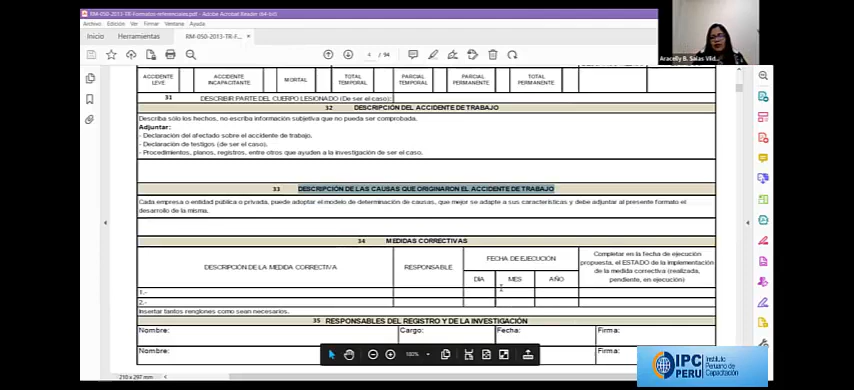 RM-050-2013-TR-Formatos referenciales.pdf - Adobe Acrobat Reader (64-bit)
Archivo Edición Ver Firmar Ventana Ayuda
Inicio Herramientas RM-050-2013-TR-F... ×
4 / 94
Aracelly B. Salas Vild...
ACCIDENTE LEVE
ACCIDENTE INCAPACITANTE
MORTAL
TOTAL TEMPORAL
PARCIAL TEMPORAL
PARCIAL PERMANENTE
TOTAL PERMANENTE
31 DESCRIBIR PARTE DEL CUERPO LESIONADO (De ser el caso):
32 DESCRIPCIÓN DEL ACCIDENTE DE TRABAJO
Describa sólo los hechos, no escriba información subjetiva que no pueda ser comprobada.
Adjuntar:
- Declaración del afectado sobre el accidente de trabajo.
- Declaración de testigos (de ser el caso).
- Procedimientos, planos, registros, entre otros que ayuden a la investigación de ser el caso.
33 DESCRIPCIÓN DE LAS CAUSAS QUE ORIGINARON EL ACCIDENTE DE TRABAJO
Cada empresa o entidad pública o privada, puede adoptar el modelo de determinación de causas, que mejor se adapte a sus características y debe adjuntar al presente formato el
desarrollo de la misma.
34 MEDIDAS CORRECTIVAS
DESCRIPCIÓN DE LA MEDIDA CORRECTIVA
RESPONSABLE
FECHA DE EJECUCIÓN
DÍA MES AÑO
Completar en la fecha de ejecución
propuesta, el ESTADO de la implementación
de la medida correctiva (realizada,
pendiente, en ejecución)
1.-
2.-
Insertar tantos renglones como sean necesarios.
35 RESPONSABLES DEL REGISTRO Y DE LA INVESTIGACIÓN
Nombre: Cargo: Fecha: Firma:
Nombre: Firma:
180%
210 x 297 mm
IPC PERÚ
Instituto
Peruano de
Capacitación